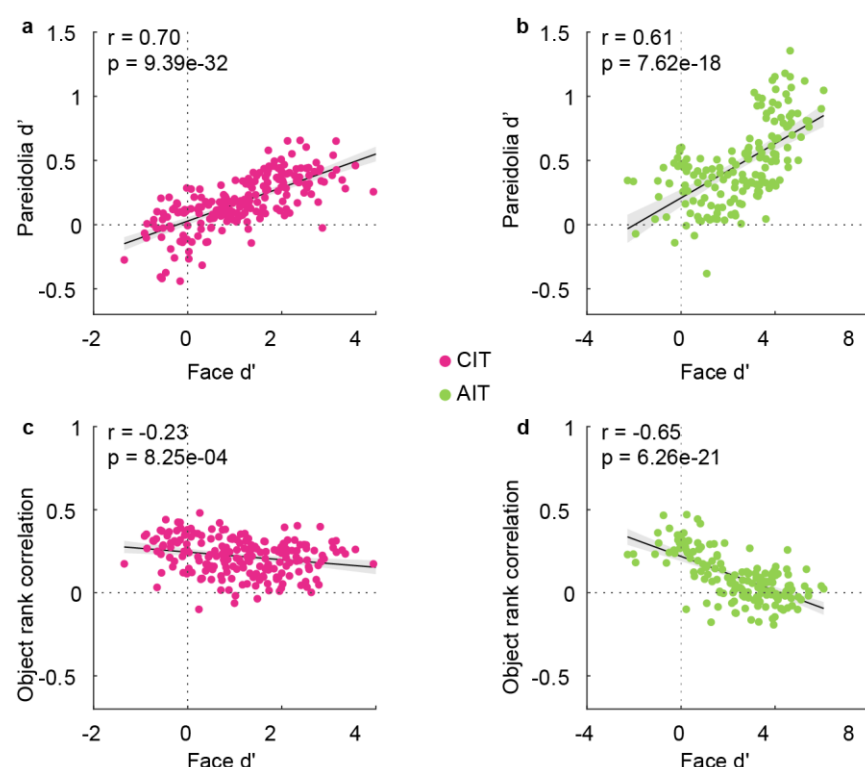 a
r = 0.70
p = 9.39e-32
Pareidolia d'
1.5
1
0.5
0
-0.5
-2
0
2
4
Face d'
b
r = 0.61
p = 7.62e-18
Pareidolia d'
1.5
1
0.5
0
-0.5
-4
0
4
8
Face d'
CIT
AIT
c
r = -0.23
p = 8.25e-04
Object rank correlation
1
0.5
0
-0.5
-2
0
2
4
Face d'
d
r = -0.65
p = 6.26e-21
Object rank correlation
1
0.5
0
-0.5
-4
0
4
8
Face d'